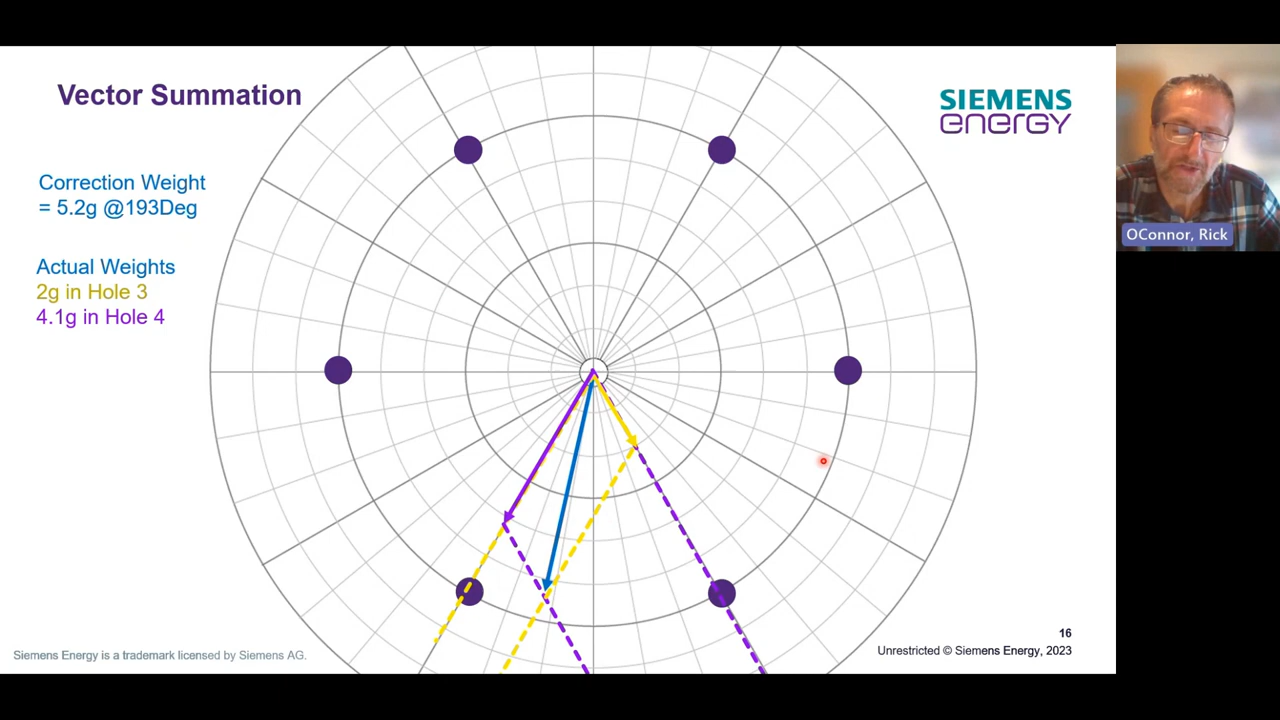 Vector Summation
SIEMENS
energy
Correction Weight
= 5.2g @193Deg
Actual Weights
2g in Hole 3
4.1g in Hole 4
OConnor, Rick
16
Unrestricted © Siemens Energy, 2023
Siemens Energy is a trademark licensed by Siemens AG.